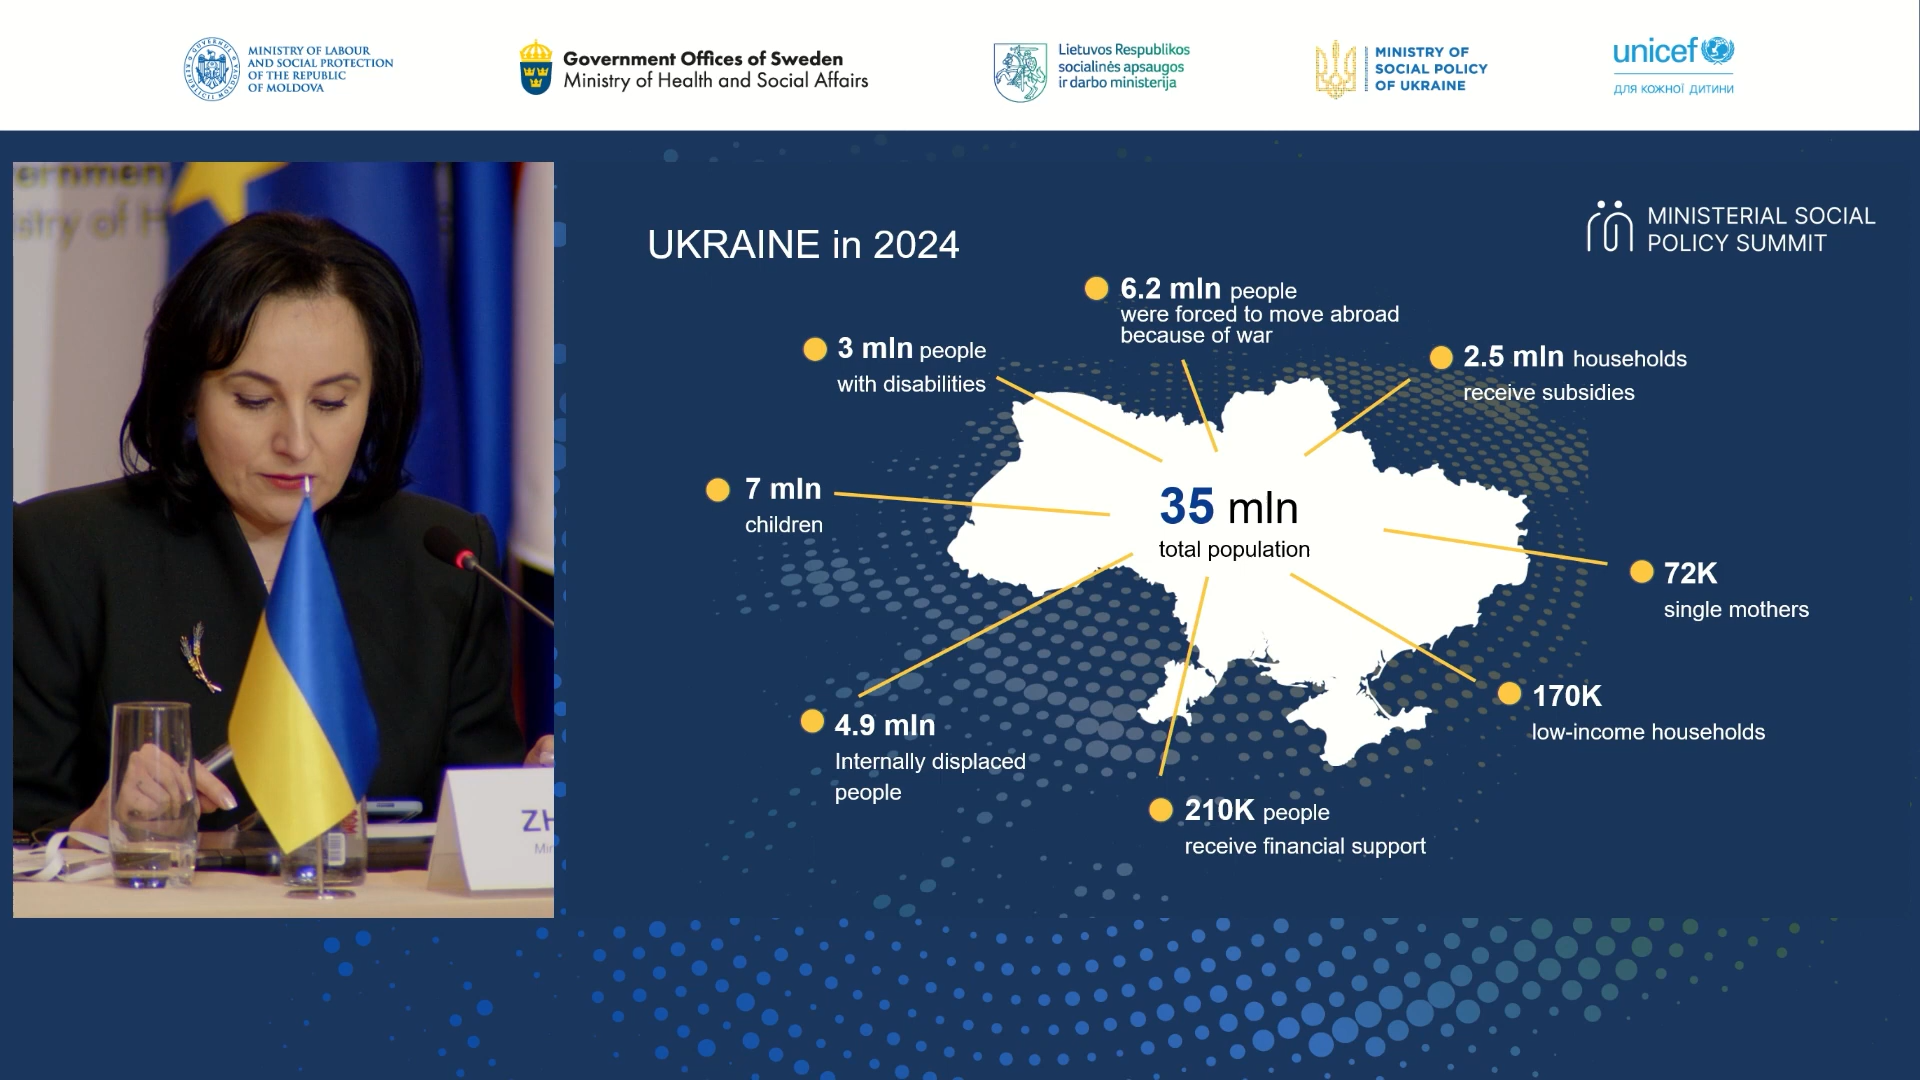 MINISTRY OF LABOUR
AND SOCIAL PROTECTION
OF THE REPUBLIC
OF MOLDOVA
Government Offices of Sweden
Ministry of Health and Social Affairs
Lietuvos Respublikos
socialinės apsaugos
ir darbo ministerija
MINISTRY OF
SOCIAL POLICY
OF UKRAINE
unicef
ДЛЯ КОЖНОЇ ДИТИНИ
MINISTERIAL SOCIAL
POLICY SUMMIT
UKRAINE in 2024
6.2 mln people
were forced to move abroad
because of war
3 mln people
with disabilities
2.5 mln households
receive subsidies
7 mln
children
35 mln
total population
72K
single mothers
170K
low-income households
4.9 mln
Internally displaced
people
210K people
receive financial support
ZH